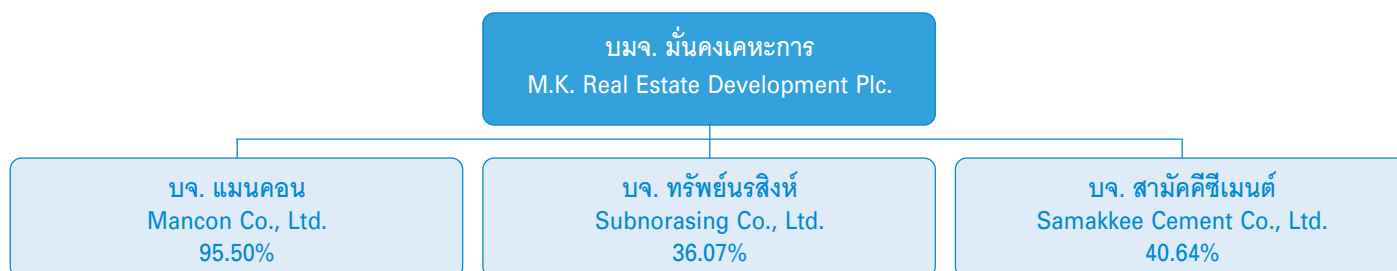 บมจ. มั่นคงเคหะการ
M.K. Real Estate Development Plc.
บจ. แมนคอน
Mancon Co., Ltd.
95.50%
บจ. ทรัพย์นรสิงห์
Subnorasing Co., Ltd.
36.07%
บจ. สามัคคีซีเมนต์
Samakkee Cement Co., Ltd.
40.64%